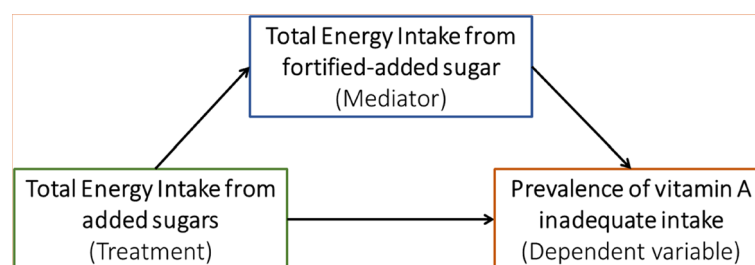 Total Energy Intake from
fortified-added sugar
(Mediator)
Total Energy Intake from
added sugars
(Treatment)
Prevalence of vitamin A
inadequate intake
(Dependent variable)